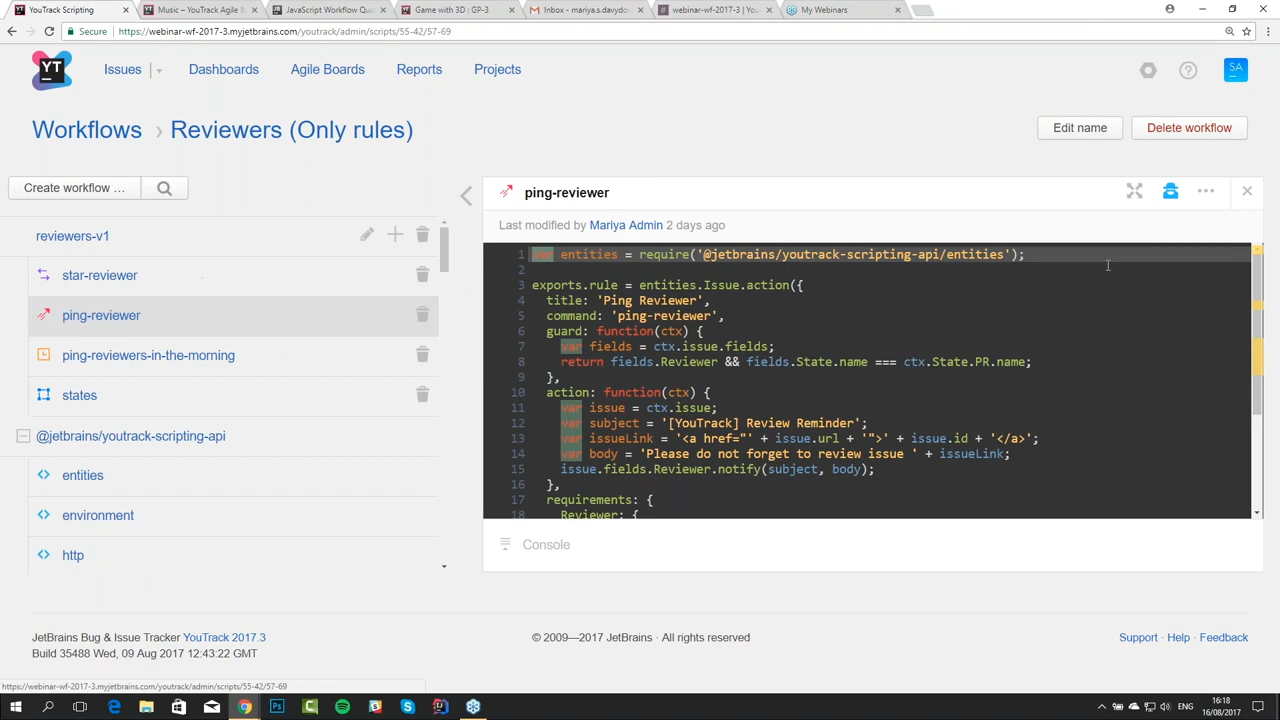 YouTrack Scripting
Music – YouTrack Agile B
JavaScript Workflow Quic
Game with 3D : GP-3
Inbox - mariya.s.davydov
webinar-wf-2017-3 | Yo
My Webinars
Secure
https://webinar-wf-2017-3.myjetbrains.com/youtrack/admin/scripts/55-42/57-69
YT
Issues
Dashboards
Agile Boards
Reports
Projects
SA
Workflows › Reviewers (Only rules)
Edit name
Delete workflow
Create workflow ...
reviewers-v1
star-reviewer
ping-reviewer
ping-reviewers-in-the-morning
states
@jetbrains/youtrack-scripting-api
entities
environment
http
ping-reviewer
Last modified by Mariya Admin 2 days ago
1 var entities = require('@jetbrains/youtrack-scripting-api/entities');
2
3 exports.rule = entities.Issue.action({
4 title: 'Ping Reviewer',
5 command: 'ping-reviewer',
6 guard: function(ctx) {
7 var fields = ctx.issue.fields;
8 return fields.Reviewer && fields.State.name === ctx.State.PR.name;
9 },
10 action: function(ctx) {
11 var issue = ctx.issue;
12 var subject = '[YouTrack] Review Reminder';
13 var issueLink = '<a href="' + issue.url + '">' + issue.id + '</a>';
14 var body = 'Please do not forget to review issue ' + issueLink;
15 issue.fields.Reviewer.notify(subject, body);
16 },
17 requirements: {
18 Reviewer: {
Console
JetBrains Bug & Issue Tracker YouTrack 2017.3
Build 35488 Wed, 09 Aug 2017 12:43:22 GMT
© 2009—2017 JetBrains · All rights reserved
Support · Help · Feedback
https://webinar-wf-2017-3.myjetbrains.com/youtrack/admin/scripts/55-42/57-69
ENG
16:18
16/08/2017